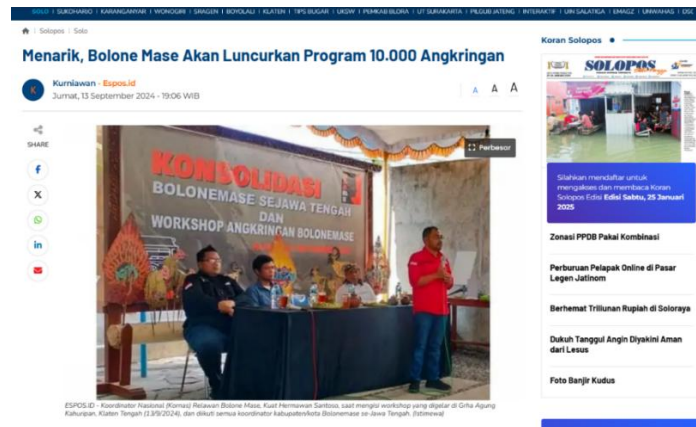 SOLO | SUKOHARJO | KARANGANYAR | WONOGIRI | SRAGEN | BOYOLALI | KLATEN | TIPS BUGAR | UKSW | PEMKAB BLORA | UT SURAKARTA | PILGUB JATENG | INTERAKTIF | UIN SALATIGA | EMAGZ | UNWAHAS |
Solopos | Solo
Menarik, Bolone Mase Akan Luncurkan Program 10.000 Angkringan
K
Kurniawan - Espos.id
Jumat, 13 September 2024 - 19:06 WIB
A A A
SHARE
Perbesar
KONSOLIDASI
BOLONEMASE SEJAWA TENGAH
DAN
WORKSHOP ANGKRINGAN BOLONEMASE
ESPOS.ID - Koordinator Nasional (Kornas) Relawan Bolone Mase, Kuat Hermawan Santoso, saat mengisi workshop yang digelar di Grha Agung
Kahuripan, Klaten Tengah (13/9/2024), dan diikuti semua koordinator kabupaten/kota Bolonemase se-Jawa Tengah. (Istimewa)
Koran Solopos
SOLOPOS
Silahkan mendaftar untuk
mengakses dan membaca Koran
Solopos Edisi Edisi Sabtu, 25 Januari
2025
Zonasi PPDB Pakai Kombinasi
Perburuan Pelapak Online di Pasar
Legen Jatinom
Berhemat Triliunan Rupiah di Soloraya
Dukuh Tanggul Angin Diyakini Aman
dari Lesus
Foto Banjir Kudus